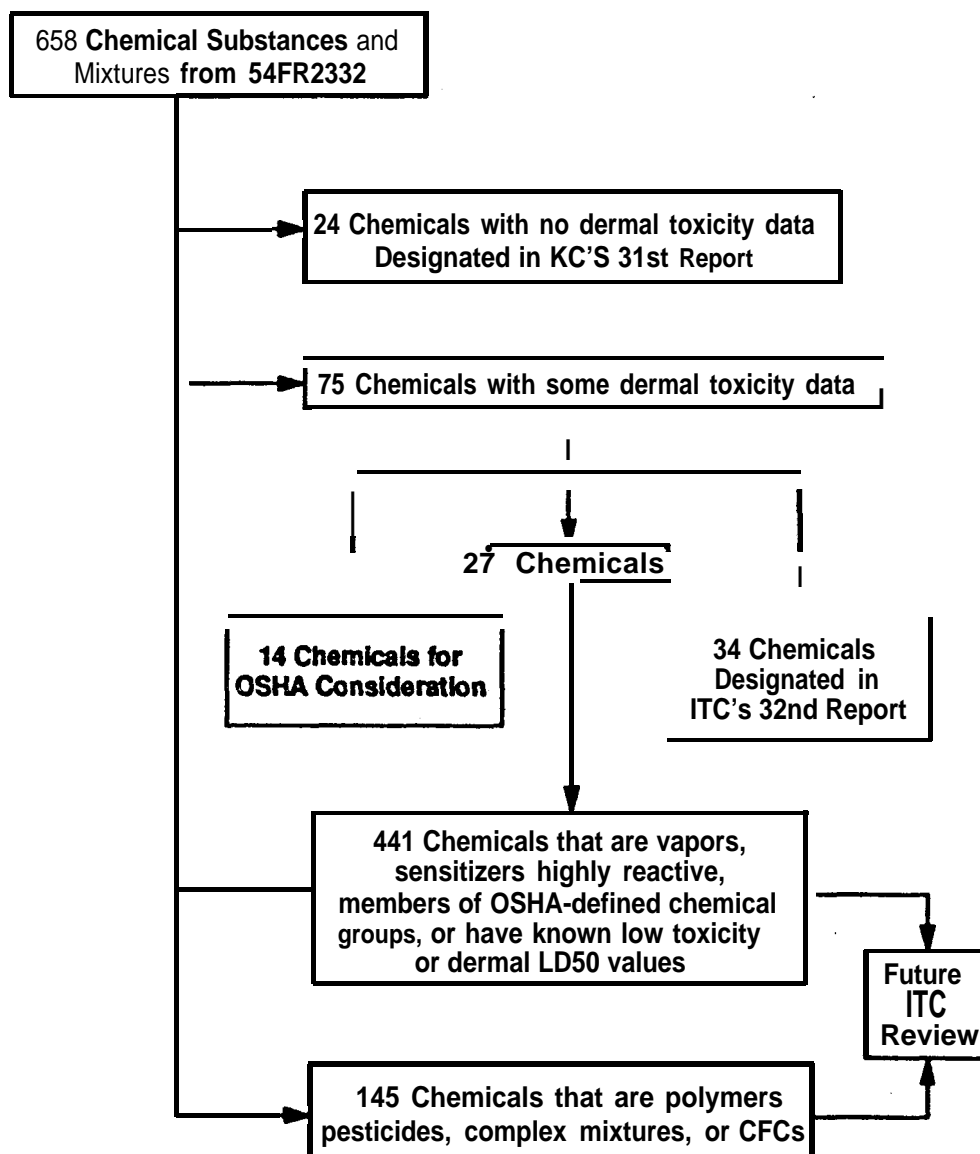 658 Chemical Substances and
Mixtures from 54FR2332
24 Chemicals with no dermal toxicity data
Designated in KC'S 31st Report
75 Chemicals with some dermal toxicity data
27 Chemicals
14 Chemicals for
OSHA Consideration
34 Chemicals
Designated in
ITC's 32nd Report
441 Chemicals that are vapors,
sensitizers highly reactive,
members of OSHA-defined chemical
groups, or have known low toxicity
or dermal LD50 values
Future
ITC
Review
145 Chemicals that are polymers
pesticides, complex mixtures, or CFCs